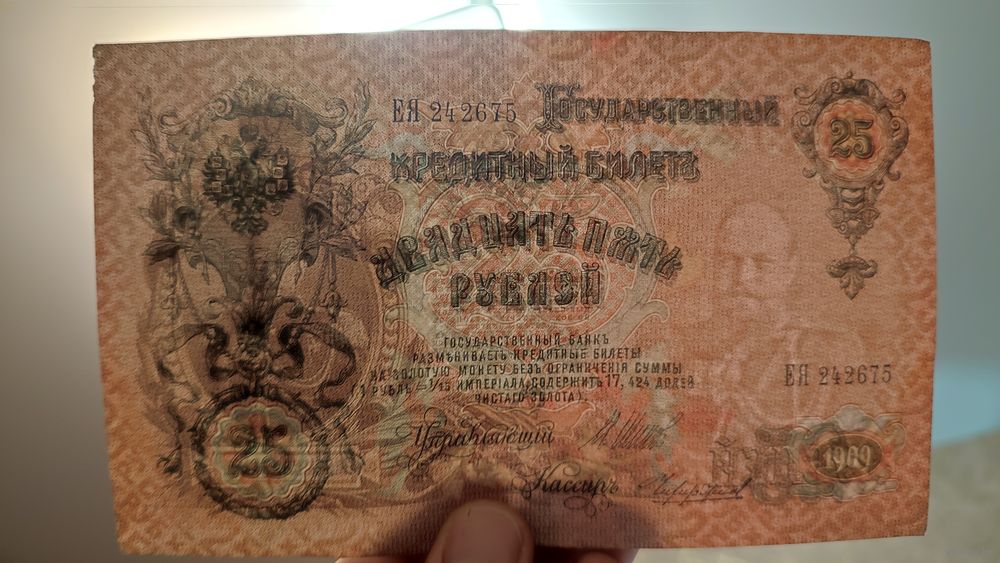 ЕЯ 242675 Государственный
25
кредитный билетъ
двадцать пять
рублей
государственный банкъ
размѣниваетъ кредитные билеты
на золотую монету безъ ограниченія суммы
(1 рубль = 1/15 имперіала, содержитъ 17,424 долей
чистаго золота).
ЕЯ 242675
Управляющій
25
1909
Кассиръ